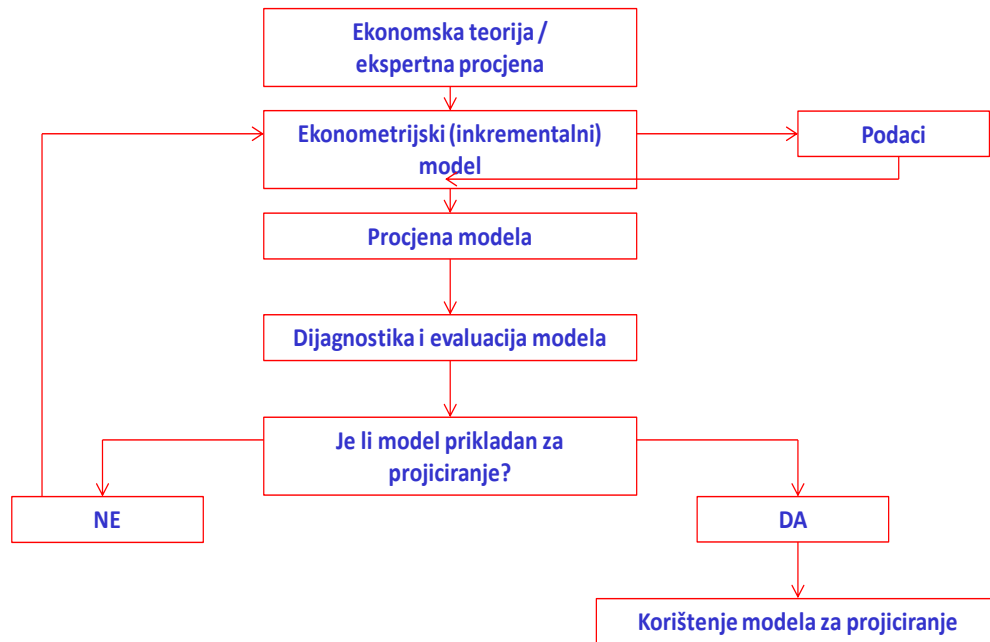 Ekonomska teorija /
ekspertna procjena
Ekonometrijski (inkrementalni)
model
Podaci
Procjena modela
Dijagnostika i evaluacija modela
Je li model prikladan za
projiciranje?
NE
DA
Korištenje modela za projiciranje